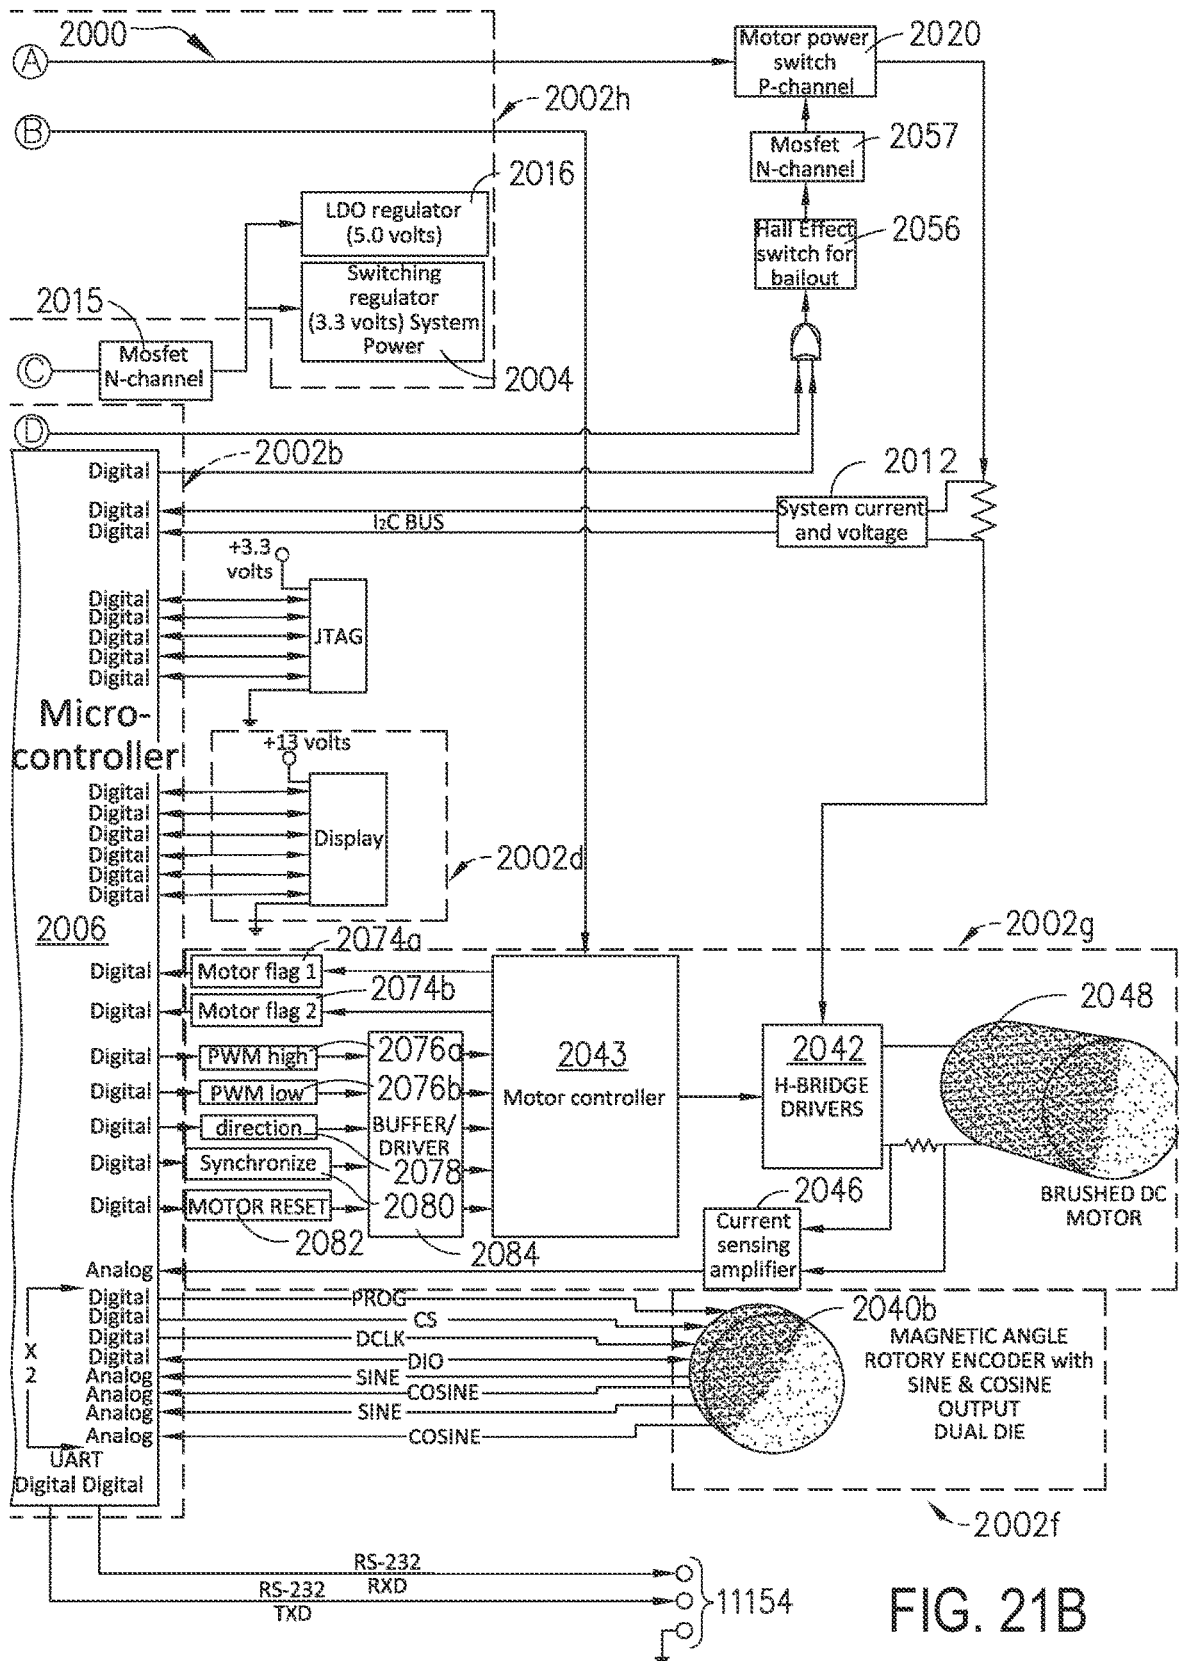 2000
A
Motor power
switch
P-channel
2020
2002h
B
Mosfet
N-channel
2057
2016
LDO regulator
(5.0 volts)
Hall Effect
switch for
bailout
2056
Switching
regulator
(3.3 volts) System
Power
2015
C
Mosfet
N-channel
2004
D
2002b
Digital
2012
Digital
Digital
I2C BUS
System current
and voltage
+3.3
volts
Digital
Digital
Digital
Digital
Digital
JTAG
Micro-
controller
+13 volts
Digital
Digital
Digital
Digital
Digital
Digital
Display
2002d
2006
2074a
2002g
Digital
Motor flag 1
2074b
Digital
Motor flag 2
2048
Digital
PWM high
2076a
2043
2042
Digital
PWM low
2076b
Motor controller
H-BRIDGE
DRIVERS
Digital
direction
BUFFER/
DRIVER
2078
Digital
Synchronize
2080
Digital
MOTOR RESET
2082
2084
2046
BRUSHED DC
MOTOR
Current
sensing
amplifier
Analog
Digital
PROG
2040b
Digital
CS
Digital
DCLK
X
2
Digital
DIO
Analog
SINE
Analog
COSINE
Analog
SINE
Analog
COSINE
MAGNETIC ANGLE
ROTORY ENCODER with
SINE & COSINE
OUTPUT
DUAL DIE
UART
Digital Digital
2002f
RS-232
RXD
RS-232
TXD
11154
FIG. 21B